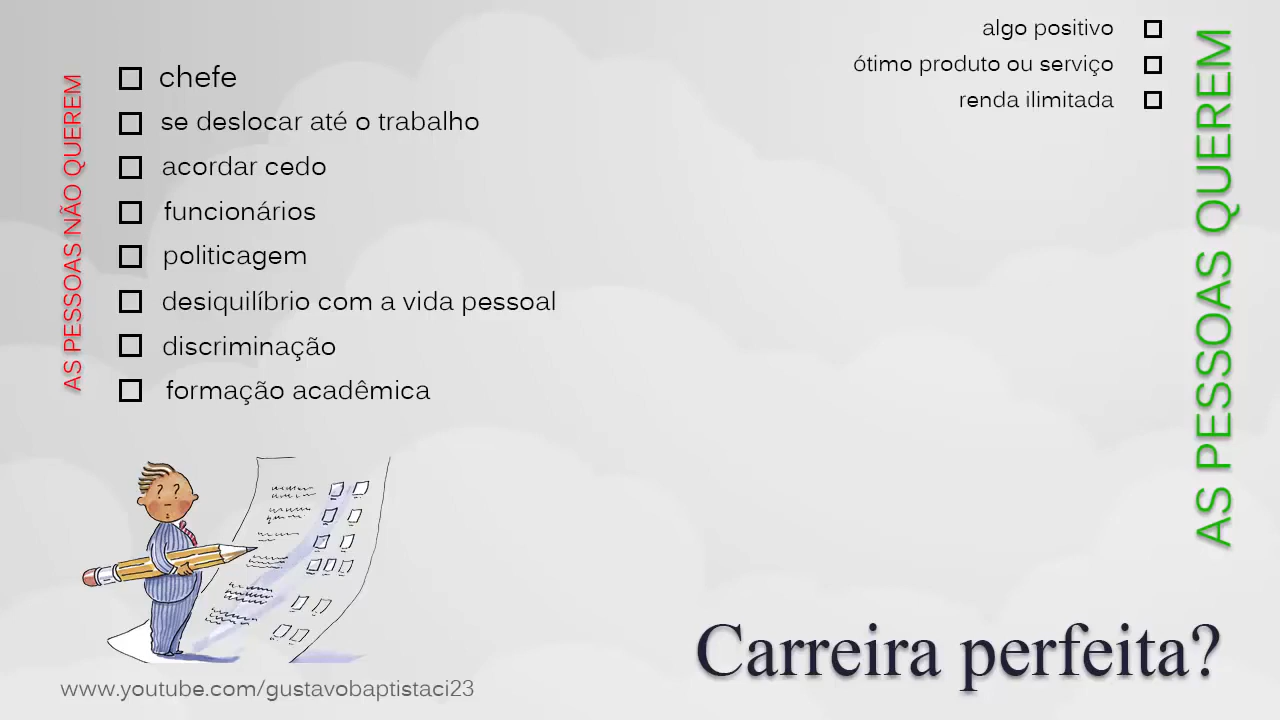 AS PESSOAS NÃO QUEREM
chefe
se deslocar até o trabalho
acordar cedo
funcionários
politicagem
desiquilíbrio com a vida pessoal
discriminação
formação acadêmica
algo positivo
ótimo produto ou serviço
renda ilimitada
AS PESSOAS QUEREM
Carreira perfeita?
www.youtube.com/gustavobaptistaci23